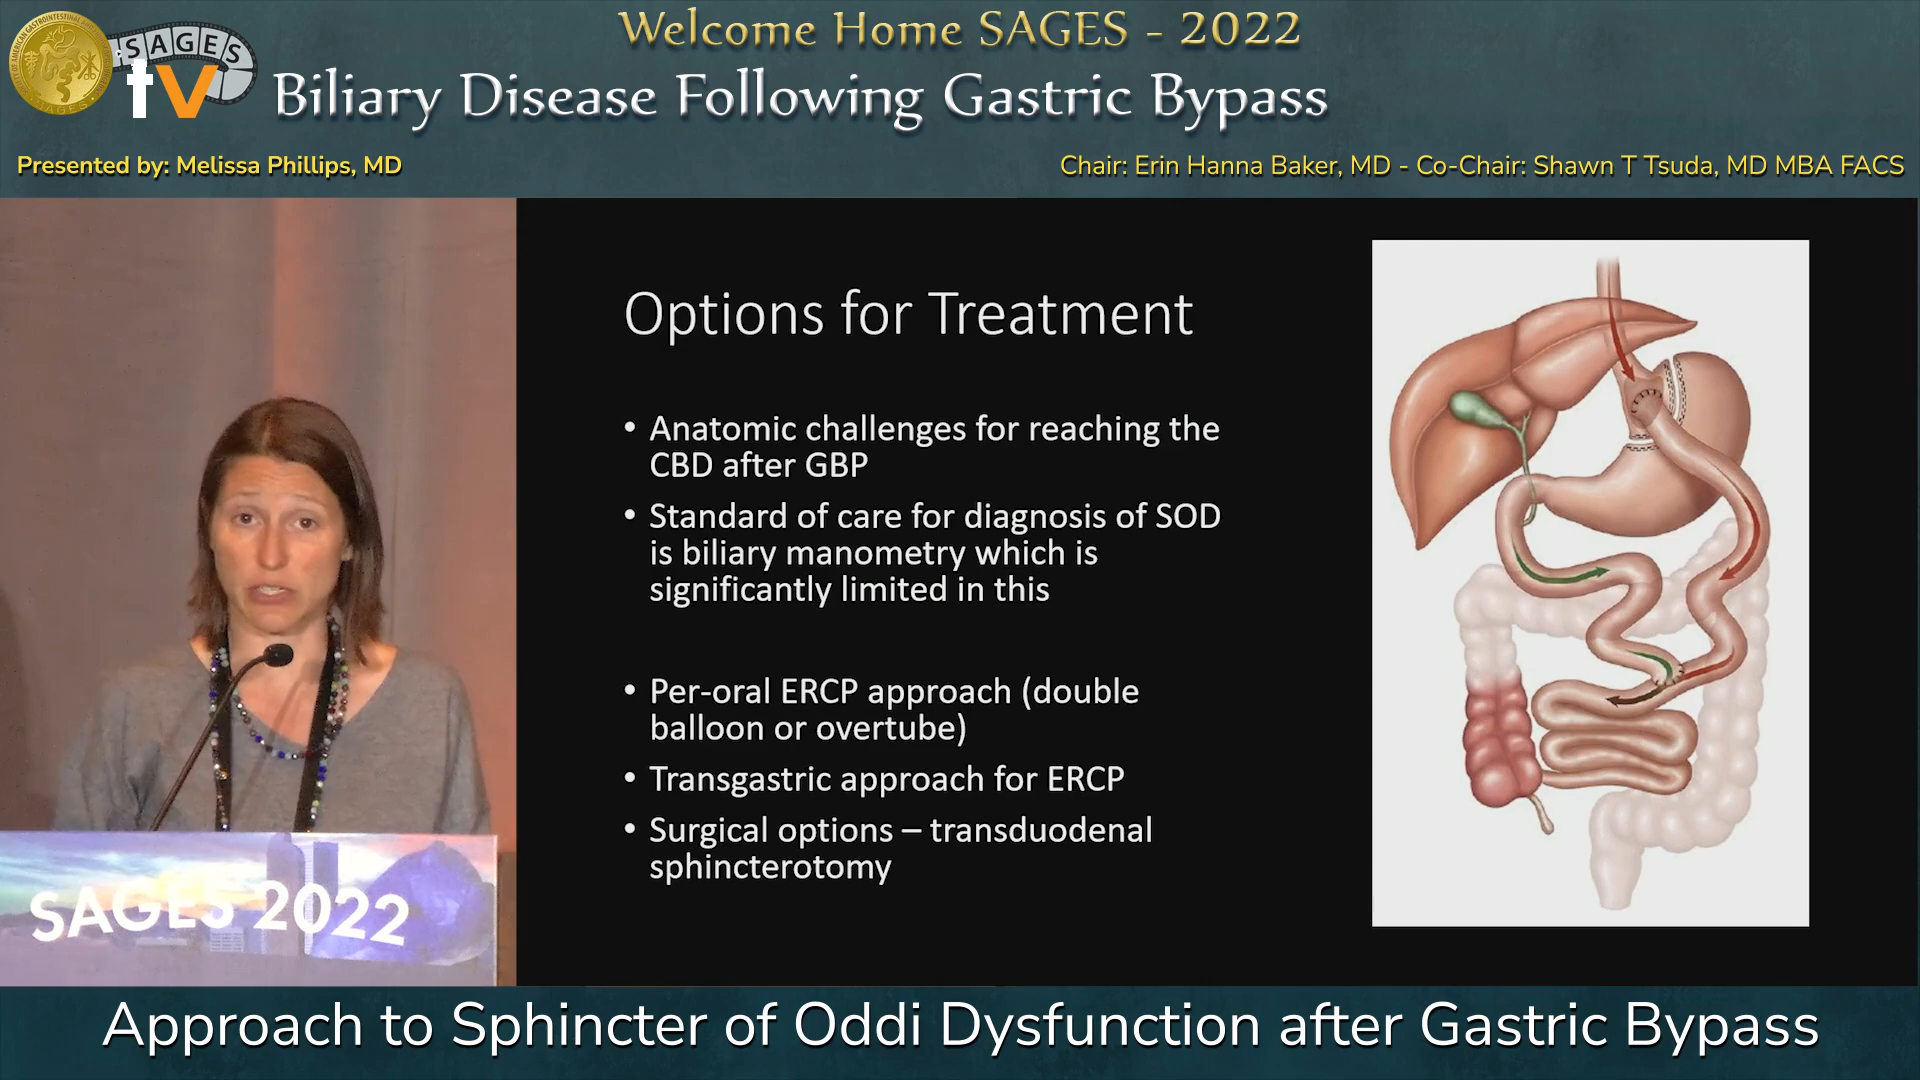 SAGES
tv
Welcome Home SAGES - 2022
Biliary Disease Following Gastric Bypass
Presented by: Melissa Phillips, MD
Chair: Erin Hanna Baker, MD - Co-Chair: Shawn T Tsuda, MD MBA FACS
Options for Treatment
• Anatomic challenges for reaching the
CBD after GBP
• Standard of care for diagnosis of SOD
is biliary manometry which is
significantly limited in this
• Per-oral ERCP approach (double
balloon or overtube)
• Transgastric approach for ERCP
• Surgical options – transduodenal
sphincterotomy
SAGES 2022
Approach to Sphincter of Oddi Dysfunction after Gastric Bypass